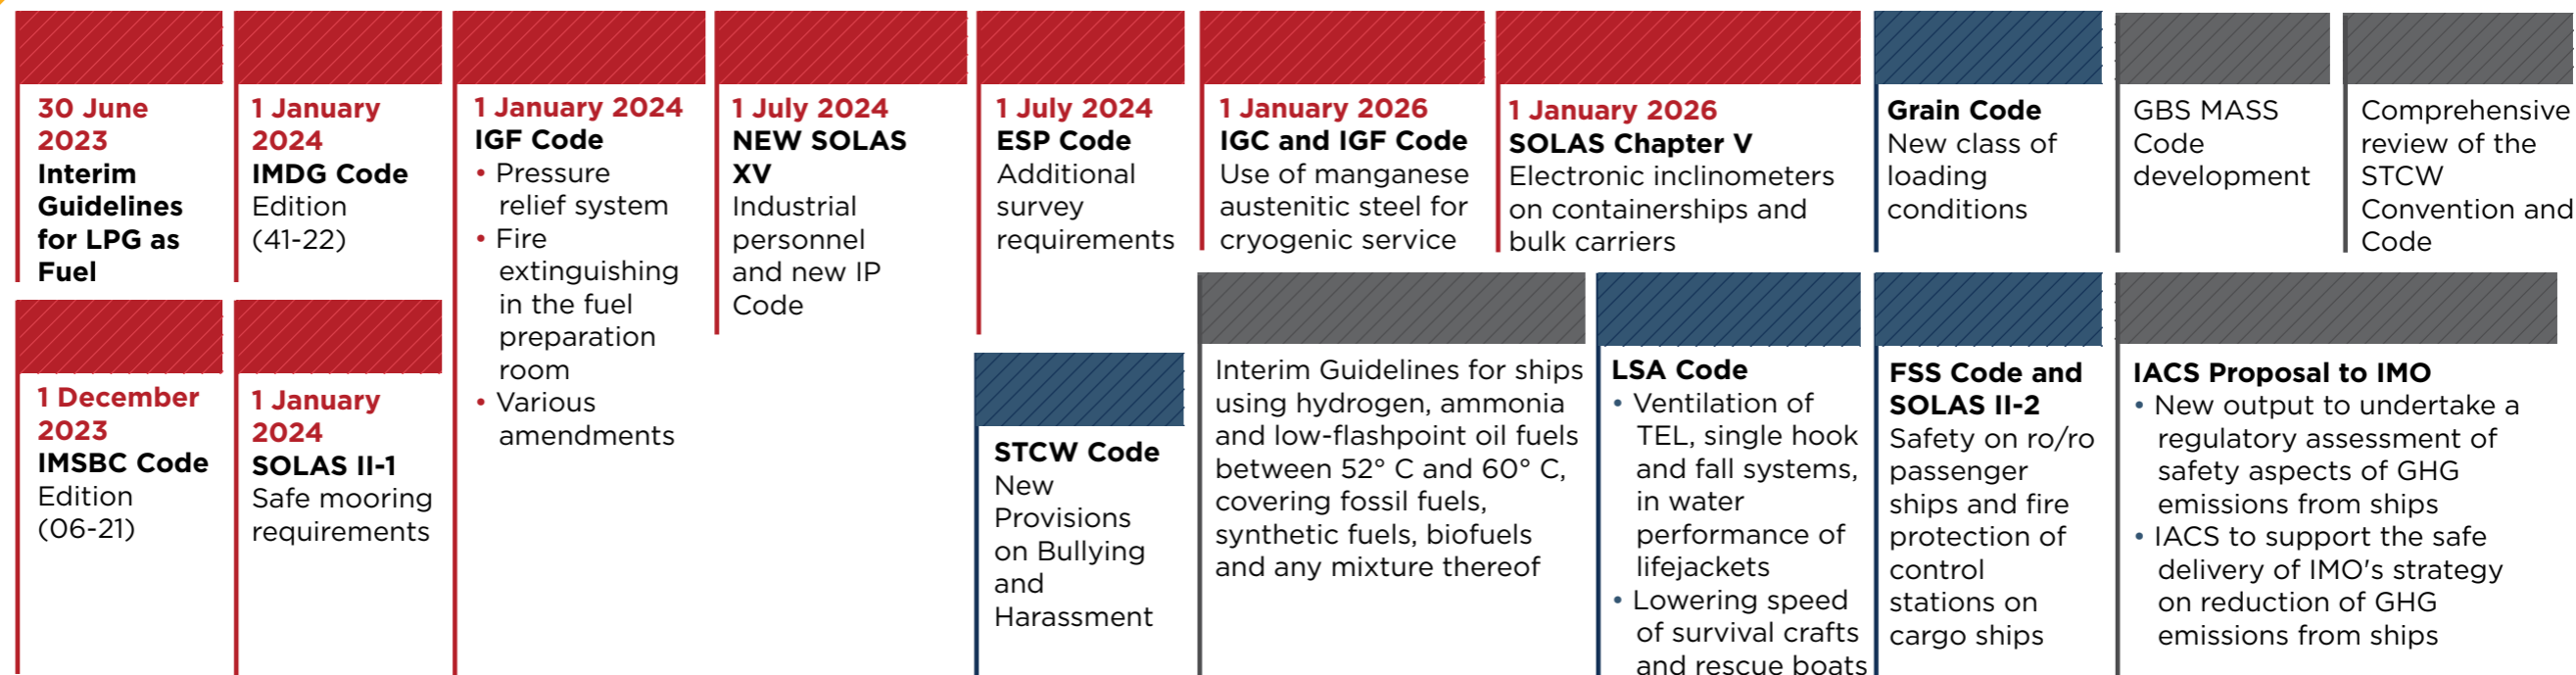 30 June
2023
Interim
Guidelines
for LPG as
Fuel
1 January
2024
IMDG Code
Edition
(41-22)
1 January 2024
IGF Code
• Pressure
relief system
• Fire
extinguishing
in the fuel
preparation
room
• Various
amendments
1 July 2024
NEW SOLAS
XV
Industrial
personnel
and new IP
Code
1 July 2024
ESP Code
Additional
survey
requirements
1 January 2026
IGC and IGF Code
Use of manganese
austenitic steel for
cryogenic service
1 January 2026
SOLAS Chapter V
Electronic inclinometers
on containerships and
bulk carriers
Grain Code
New class of
loading
conditions
GBS MASS
Code
development
Comprehensive
review of the
STCW
Convention and
Code
1 December
2023
IMSBC Code
Edition
(06-21)
1 January
2024
SOLAS II-1
Safe mooring
requirements
STCW Code
New
Provisions
on Bullying
and
Harassment
Interim Guidelines for ships
using hydrogen, ammonia
and low-flashpoint oil fuels
between 52° C and 60° C,
covering fossil fuels,
synthetic fuels, biofuels
and any mixture thereof
LSA Code
• Ventilation of
TEL, single hook
and fall systems,
in water
performance of
lifejackets
• Lowering speed
of survival crafts
and rescue boats
FSS Code and
SOLAS II-2
Safety on ro/ro
passenger
ships and fire
protection of
control
stations on
cargo ships
IACS Proposal to IMO
• New output to undertake a
regulatory assessment of
safety aspects of GHG
emissions from ships
• IACS to support the safe
delivery of IMO's strategy
on reduction of GHG
emissions from ships